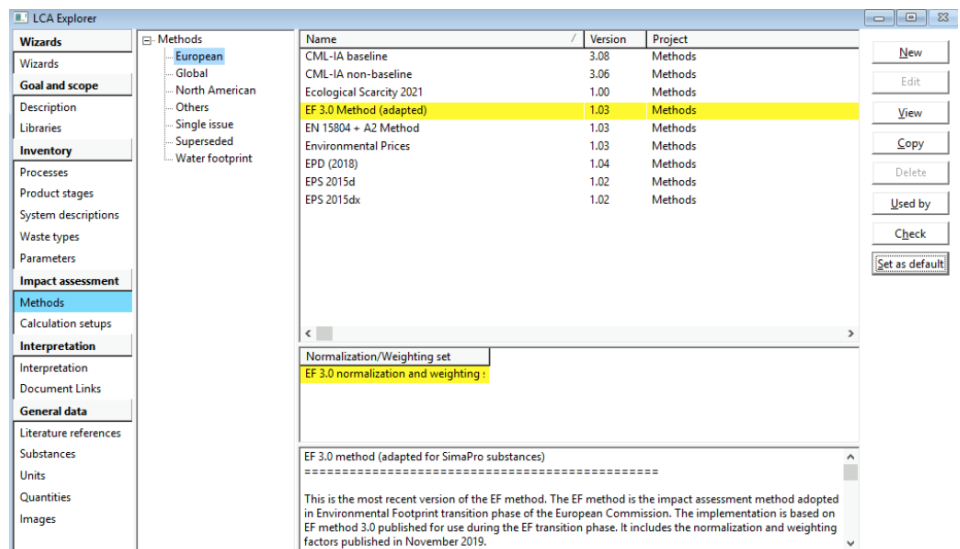 LCA Explorer
Wizards
Wizards
Goal and scope
Description
Libraries
Inventory
Processes
Product stages
System descriptions
Waste types
Parameters
Impact assessment
Methods
Calculation setups
Interpretation
Interpretation
Document Links
General data
Literature references
Substances
Units
Quantities
Images
Methods
European
Global
North American
Others
Single issue
Superseded
Water footprint
Name / Version Project
CML-IA baseline 3.08 Methods
CML-IA non-baseline 3.06 Methods
Ecological Scarcity 2021 1.00 Methods
EF 3.0 Method (adapted) 1.03 Methods
EN 15804 + A2 Method 1.03 Methods
Environmental Prices 1.03 Methods
EPD (2018) 1.04 Methods
EPS 2015d 1.02 Methods
EPS 2015dx 1.02 Methods
Normalization/Weighting set
EF 3.0 normalization and weighting
EF 3.0 method (adapted for SimaPro substances)
================================================
This is the most recent version of the EF method. The EF method is the impact assessment method adopted
in Environmental Footprint transition phase of the European Commission. The implementation is based on
EF method 3.0 published for use during the EF transition phase. It includes the normalization and weighting
factors published in November 2019.
New
Edit
View
Copy
Delete
Used by
Check
Set as default